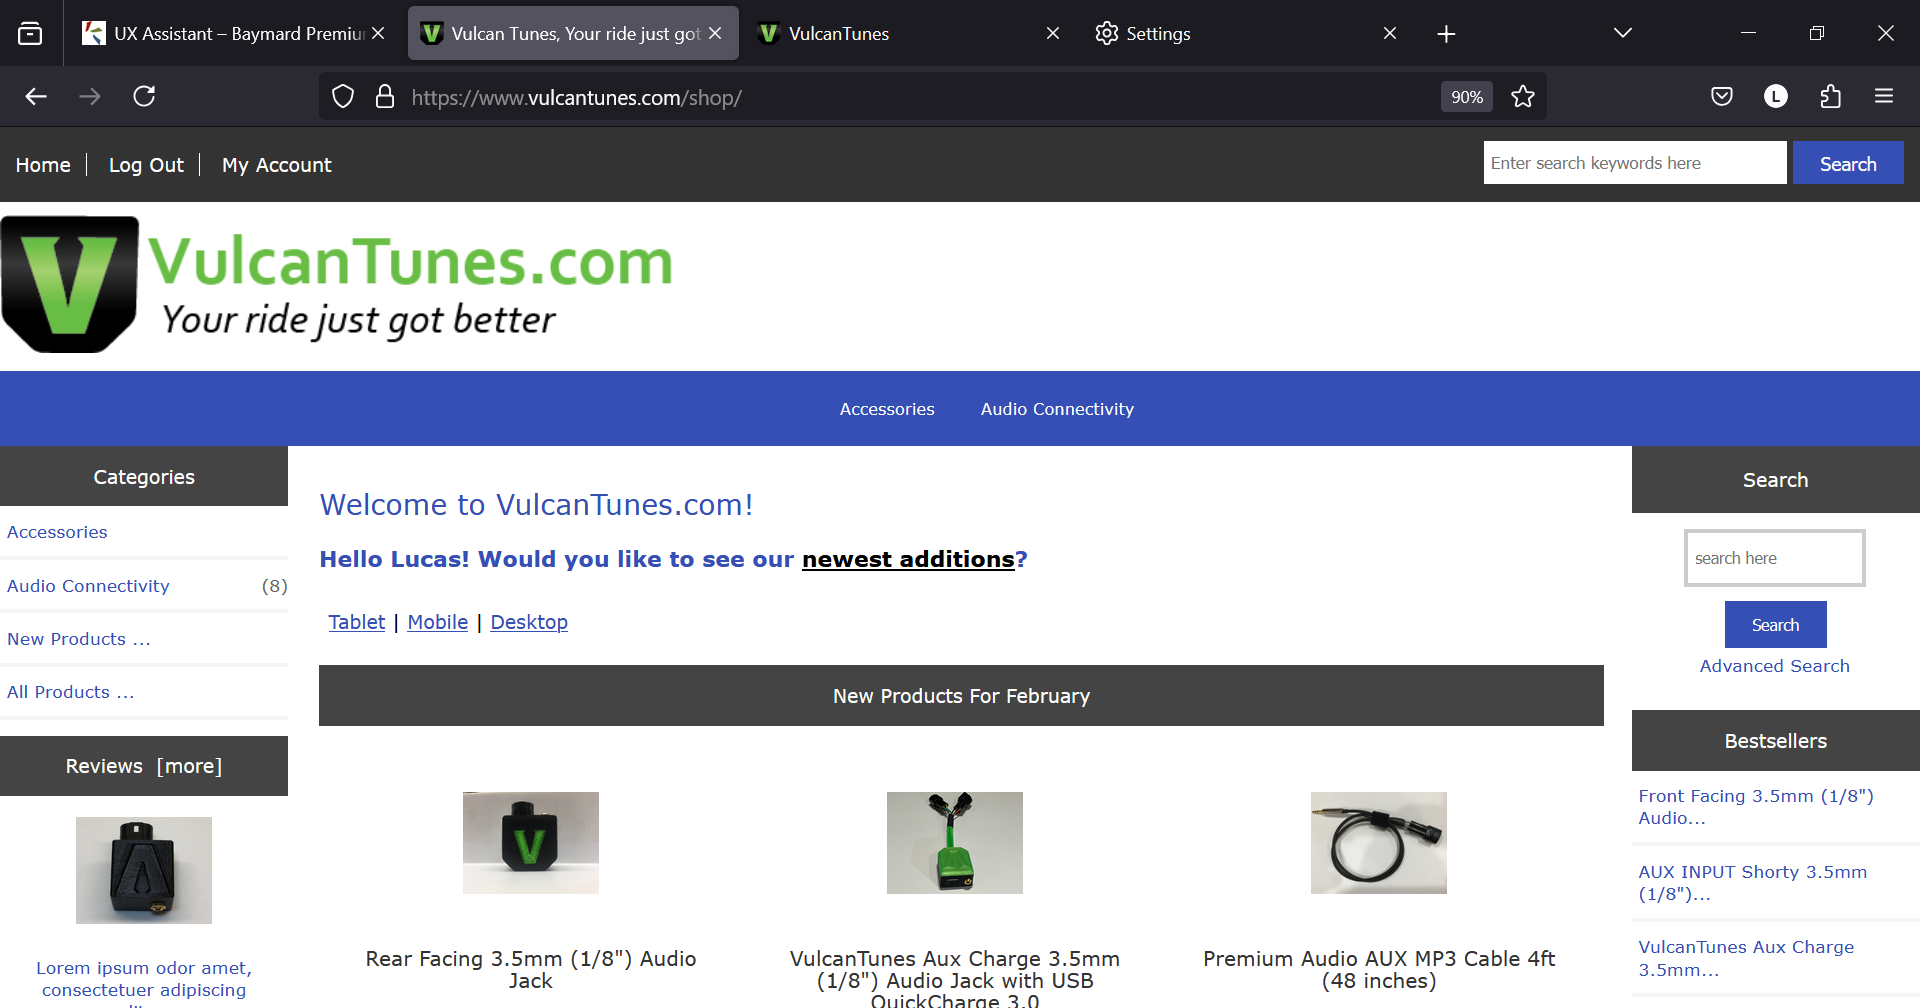 UX Assistant – Baymard Premiu
Vulcan Tunes, Your ride just got
VulcanTunes
Settings
https://www.vulcantunes.com/shop/
90%
L
Home
Log Out
My Account
Enter search keywords here
Search
V
VulcanTunes.com
Your ride just got better
Accessories
Audio Connectivity
Categories
Accessories
Audio Connectivity (8)
New Products ...
All Products ...
Reviews [more]
Lorem ipsum odor amet,
consectetuer adipiscing
Welcome to VulcanTunes.com!
Hello Lucas! Would you like to see our newest additions?
Tablet | Mobile | Desktop
New Products For February
V
Rear Facing 3.5mm (1/8") Audio
Jack
VulcanTunes Aux Charge 3.5mm
(1/8") Audio Jack with USB
QuickCharge 3.0
Premium Audio AUX MP3 Cable 4ft
(48 inches)
Search
search here
Search
Advanced Search
Bestsellers
Front Facing 3.5mm (1/8")
Audio...
AUX INPUT Shorty 3.5mm
(1/8")...
VulcanTunes Aux Charge
3.5mm...